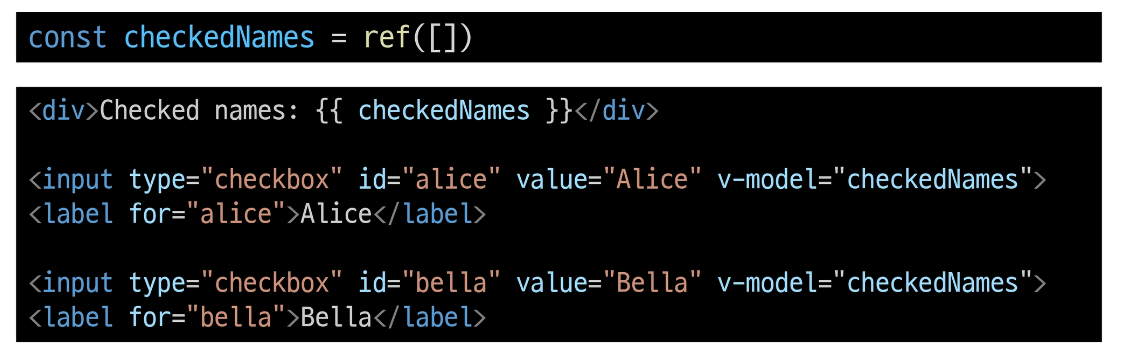 const checkedNames = ref([])
<div>Checked names: {{ checkedNames }}</div>
<input type="checkbox" id="alice" value="Alice" v-model="checkedNames">
<label for="alice">Alice</label>
<input type="checkbox" id="bella" value="Bella" v-model="checkedNames">
<label for="bella">Bella</label>